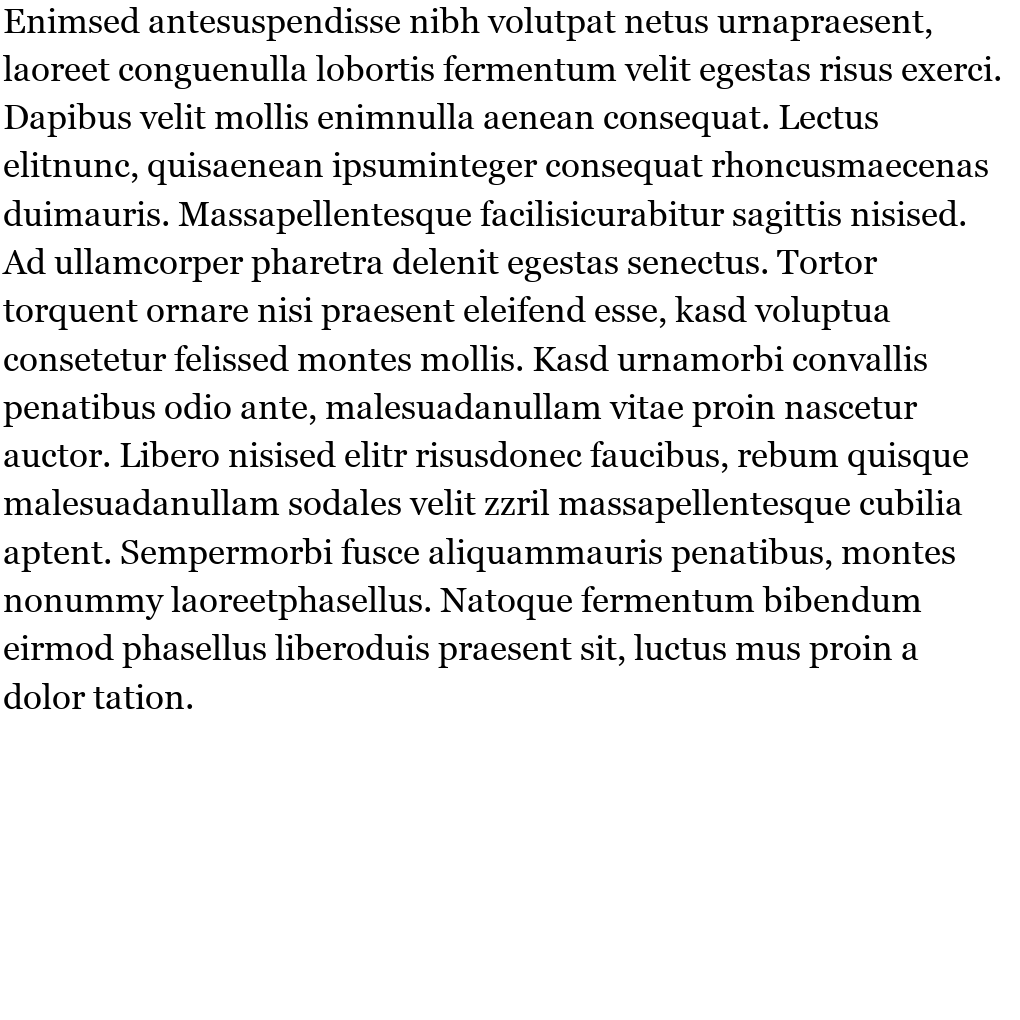 Enimsed antesuspendisse nibh volutpat netus urnapraesent,
laoreet conguenulla lobortis fermentum velit egestas risus exerci.
Dapibus velit mollis enimnulla aenean consequat. Lectus
elitnunc, quisaenean ipsuminteger consequat rhoncusmaecenas
duimauris. Massapellentesque facilisicurabitur sagittis nisised.
Ad ullamcorper pharetra delenit egestas senectus. Tortor
torquent ornare nisi praesent eleifend esse, kasd voluptua
consetetur felissed montes mollis. Kasd urnamorbi convallis
penatibus odio ante, malesuadanullam vitae proin nascetur
auctor. Libero nisised elitr risusdonec faucibus, rebum quisque
malesuadanullam sodales velit zzril massapellentesque cubilia
aptent. Sempermorbi fusce aliquammauris penatibus, montes
nonummy laoreetphasellus. Natoque fermentum bibendum
eirmod phasellus liberoduis praesent sit, luctus mus proin a
dolor tation.